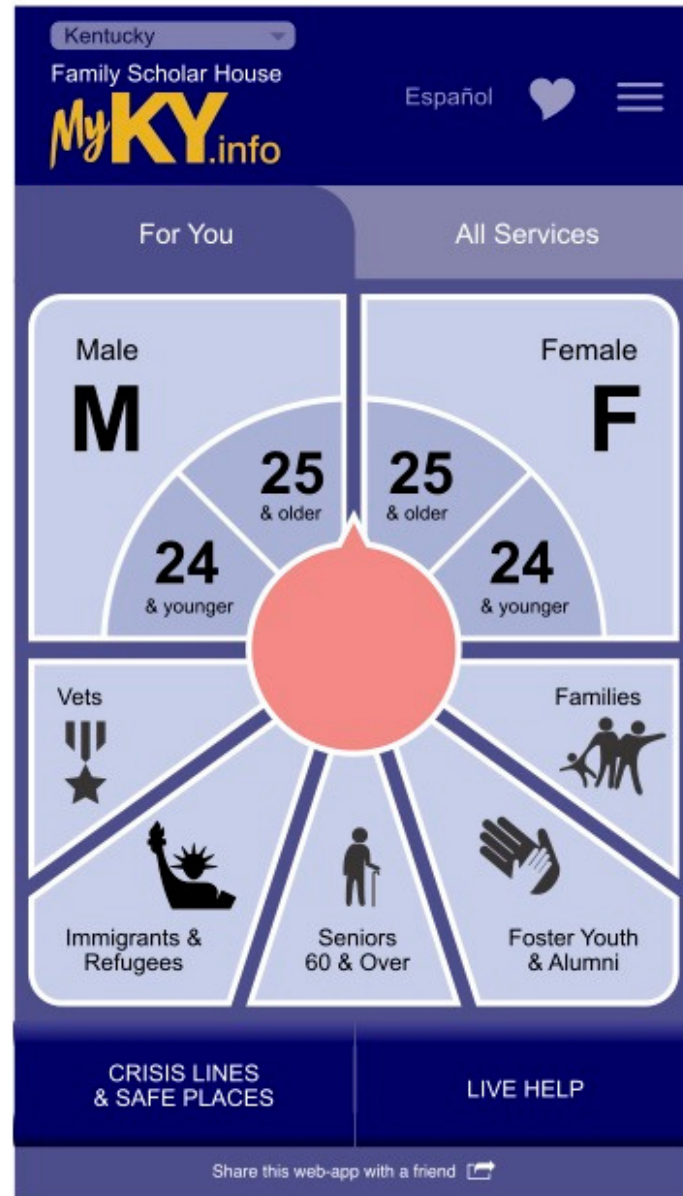 Kentucky
Family Scholar House
MyKY.info
Español
For You
All Services
Male
M
Female
F
25
& older
25
& older
24
& younger
24
& younger
Vets
Families
Immigrants &
Refugees
Seniors
60 & Over
Foster Youth
& Alumni
CRISIS LINES
& SAFE PLACES
LIVE HELP
Share this web-app with a friend